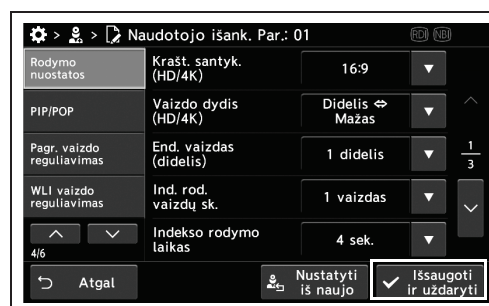 > > Naudotojo išank. Par.: 01 RDI NBI
Rodymo
nuostatos
Krašt. santyk.
(HD/4K)
16:9
PIP/POP
Vaizdo dydis
(HD/4K)
Didelis ⇔
Mažas
Pagr. vaizdo
reguliavimas
End. vaizdas
(didelis)
1 didelis
1
3
WLI vaizdo
reguliavimas
Ind. rod.
vaizdų sk.
1 vaizdas
4/6
Indekso rodymo
laikas
4 sek.
Atgal
Nustatyti
iš naujo
Išsaugoti
ir uždaryti